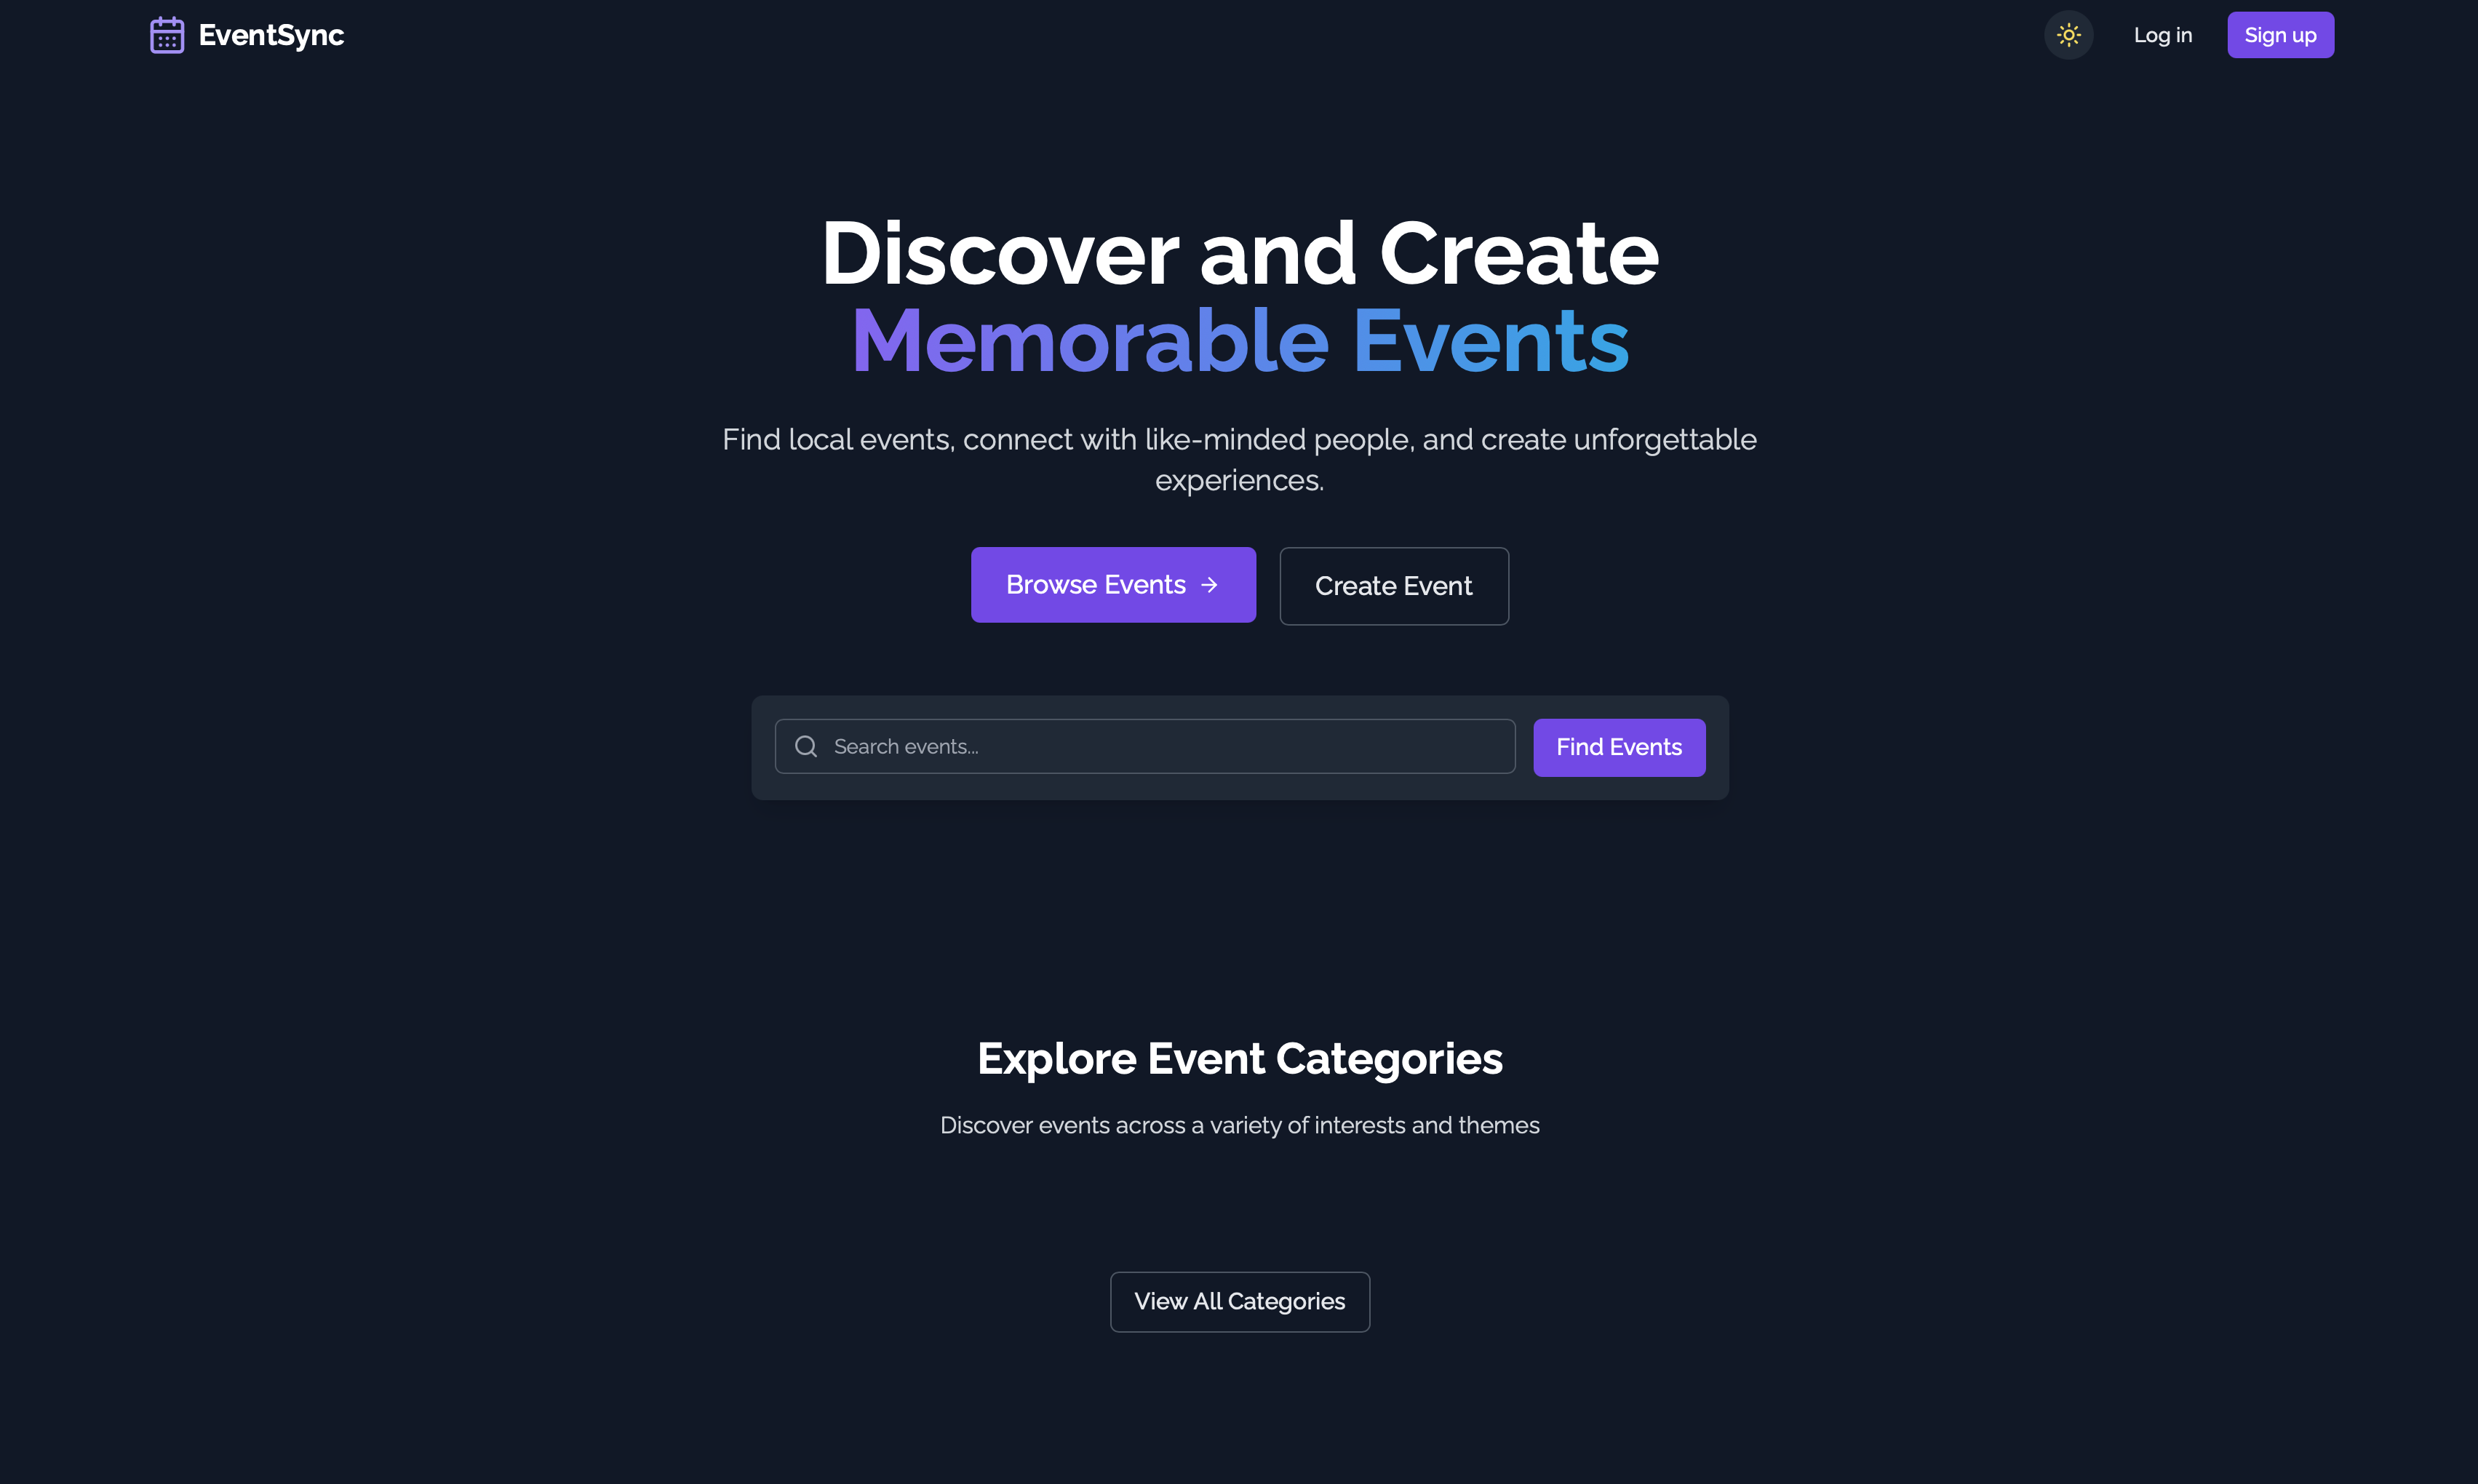 EventSync
Log in
Sign up
Discover and Create
Memorable Events
Find local events, connect with like-minded people, and create unforgettable
experiences.
Browse Events
Create Event
Search events...
Find Events
Explore Event Categories
Discover events across a variety of interests and themes
View All Categories